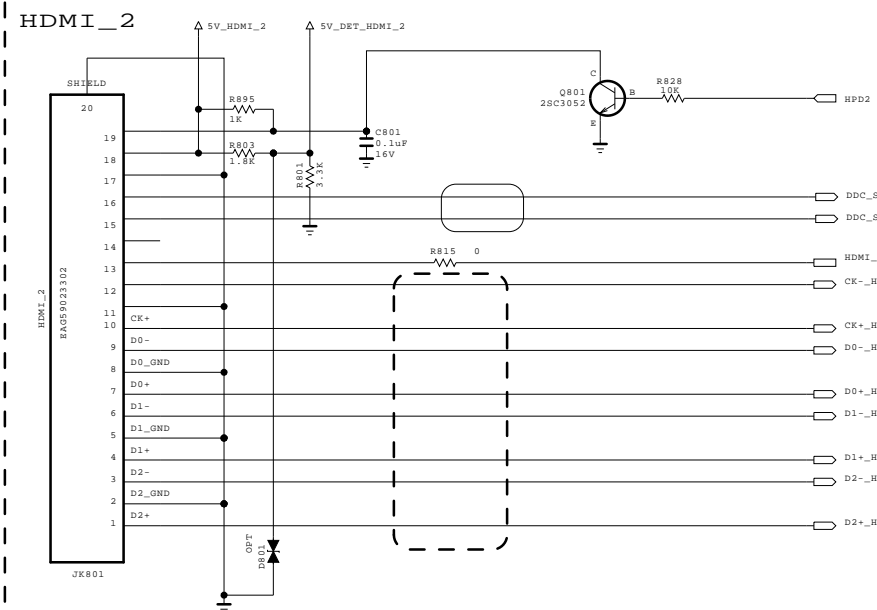 HDMI_2
5V_HDMI_2
5V_DET_HDMI_2
SHIELD
20
R895
1K
C801
0.1uF
16V
R803
1.8K
R801
3.3K
Q801
2SC3052
C
B
E
R828
10K
HPD2
19
18
17
16
15
14
13
12
11
10
9
8
7
6
5
4
3
2
1
DDC_S
DDC_S
R815 0
HDMI_
CK-_H
CK+
CK+_H
D0-
D0-_H
D0_GND
D0+
D0+_H
D1-
D1-_H
D1_GND
D1+
D1+_H
D2-
D2-_H
D2_GND
D2+
D2+_H
HDMI_2
EAG59023302
OPT
D801
JK801